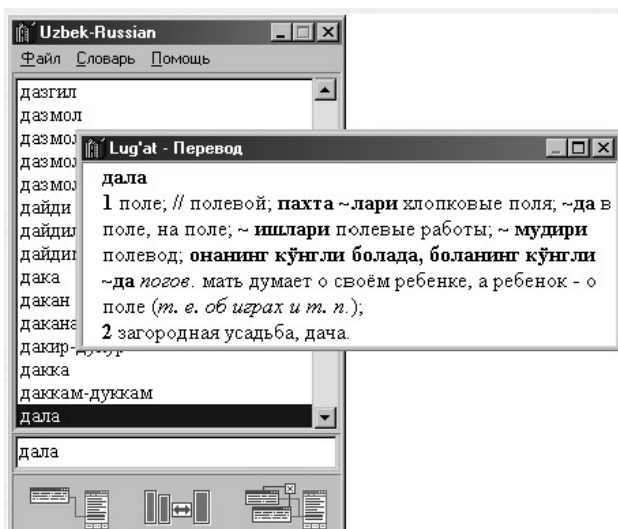 Uzbek-Russian
Файл Словарь Помощь
дазгил
дазмол
дайди
дака
дакан
дакка
даккам-дуккам
дала
дала
Lug'at - Перевод
дала
1 поле; // полевой; пахта ~лари хлопковые поля; ~да в
поле, на поле; ~ ишлари полевые работы; ~ мудири
полевод; онанинг кўнгли болада, боланинг кўнгли
~да погов. мать думает о своём ребенке, а ребенок - о
поле (т. е. об играх и т. п.);
2 загородная усадьба, дача.